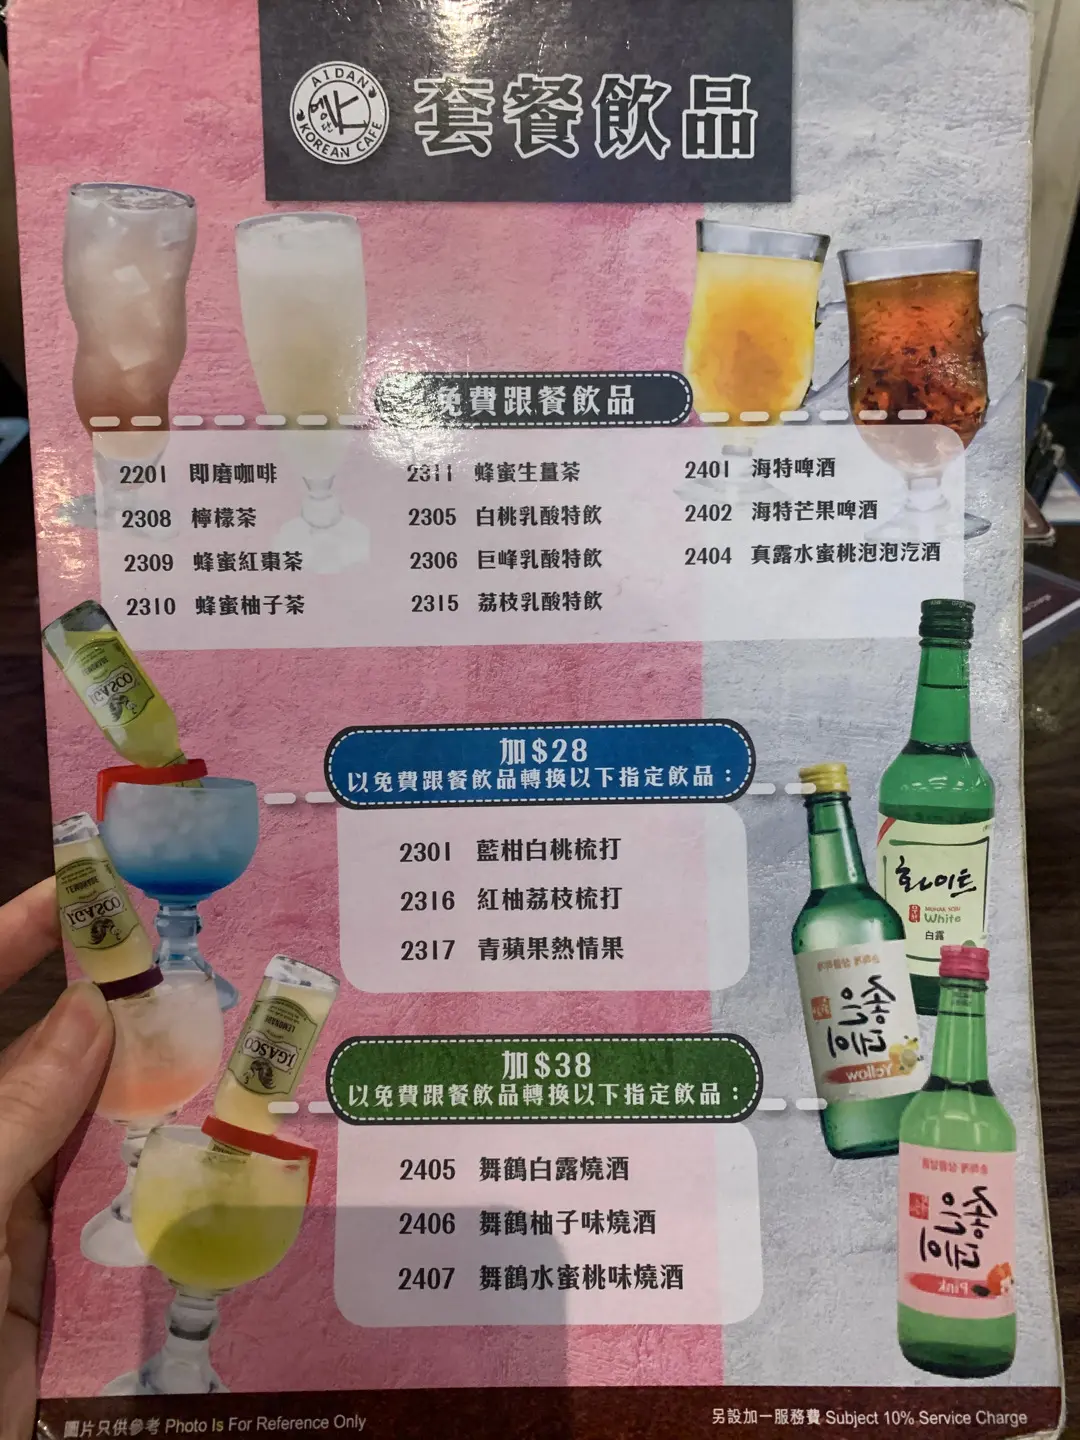 AIDAN
KOREAN CAFE
套餐飲品
免費跟餐飲品
2201 即磨咖啡
2308 檸檬茶
2309 蜂蜜紅棗茶
2310 蜂蜜柚子茶
2311 蜂蜜生薑茶
2305 白桃乳酸特飲
2306 巨峰乳酸特飲
2315 荔枝乳酸特飲
2401 海特啤酒
2402 海特芒果啤酒
2404 真露水蜜桃泡泡汽酒
加$28
以免費跟餐飲品轉換以下指定飲品：
2301 藍柑白桃梳打
2316 紅柚荔枝梳打
2317 青蘋果熱情果
加$38
以免費跟餐飲品轉換以下指定飲品：
2405 舞鶴白露燒酒
2406 舞鶴柚子味燒酒
2407 舞鶴水蜜桃味燒酒
LEMONADE
J.GASCO
LEMONADE
J.GASCO
LEMONADE
J.GASCO
화이트
White
白露
좋은데이
Yellow
좋은데이
Pink
圖片只供參考 Photo Is For Reference Only
另設加一服務費 Subject 10% Service Charge